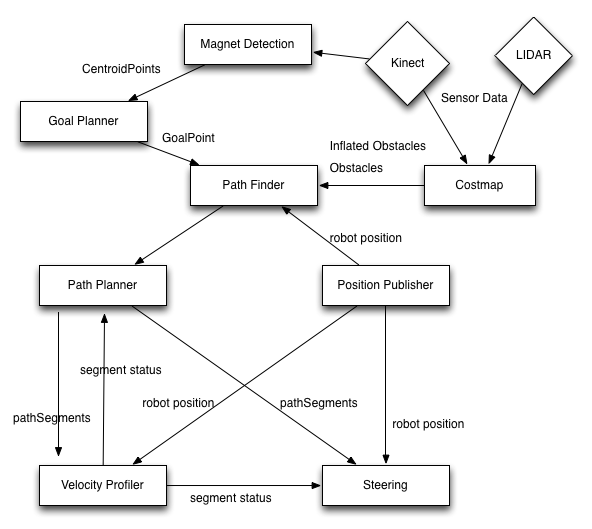 Magnet Detection
Kinect
LIDAR
CentroidPoints
Sensor Data
Goal Planner
GoalPoint
Inflated Obstacles
Obstacles
Path Finder
Costmap
robot position
Path Planner
Position Publisher
segment status
pathSegments
robot position
pathSegments
robot position
Velocity Profiler
segment status
Steering